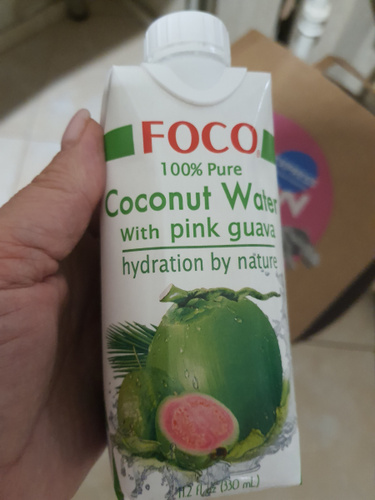 FOCO
100% Pure
Coconut Water
With pink guava
hydration by nature
11.2 fl. oz (330 mL)